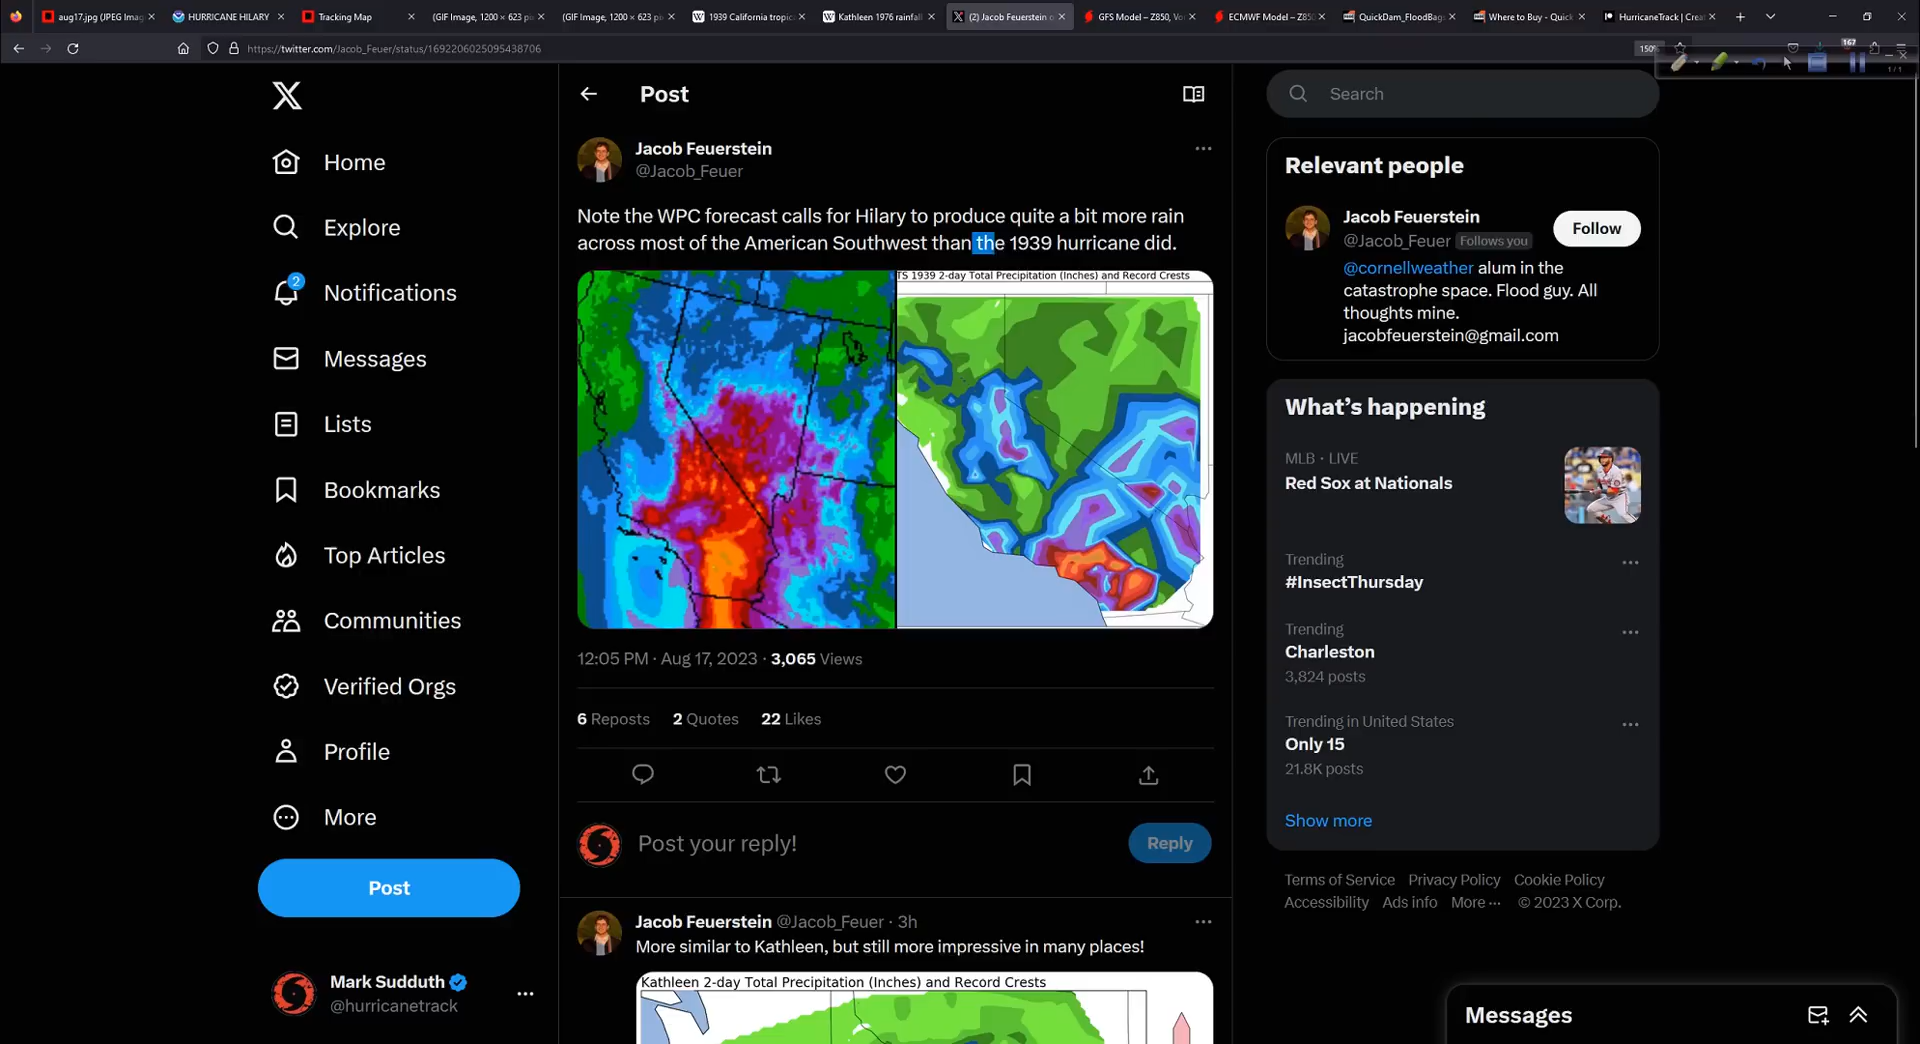 aug17.jpg (JPEG Imag
HURRICANE HILARY
Tracking Map
(GIF Image, 1200 × 623 pi
(GIF Image, 1200 × 623 pi
1939 California tropica
Kathleen 1976 rainfall
(2) Jacob Feuerstein o
GFS Model – Z850, Vo
ECMWF Model – Z850
QuickDam_FloodBags
Where to Buy - Quick
HurricaneTrack | Crea
https://twitter.com/Jacob_Feuer/status/1692206025095438706
150%
167
1/1
Home
Explore
2
Notifications
Messages
Lists
Bookmarks
Top Articles
Communities
Verified Orgs
Profile
More
Post
Mark Sudduth
@hurricanetrack
Post
Jacob Feuerstein
@Jacob_Feuer
Note the WPC forecast calls for Hilary to produce quite a bit more rain
across most of the American Southwest than the 1939 hurricane did.
TS 1939 2-day Total Precipitation (Inches) and Record Crests
12:05 PM · Aug 17, 2023 · 3,065 Views
6 Reposts 2 Quotes 22 Likes
Post your reply!
Reply
Jacob Feuerstein @Jacob_Feuer · 3h
More similar to Kathleen, but still more impressive in many places!
Kathleen 2-day Total Precipitation (Inches) and Record Crests
Search
Relevant people
Jacob Feuerstein
@Jacob_Feuer Follows you
Follow
@cornellweather alum in the
catastrophe space. Flood guy. All
thoughts mine.
jacobfeuerstein@gmail.com
What's happening
MLB · LIVE
Red Sox at Nationals
Trending
#InsectThursday
Trending
Charleston
3,824 posts
Trending in United States
Only 15
21.8K posts
Show more
Terms of Service Privacy Policy Cookie Policy
Accessibility Ads info More ··· © 2023 X Corp.
Messages